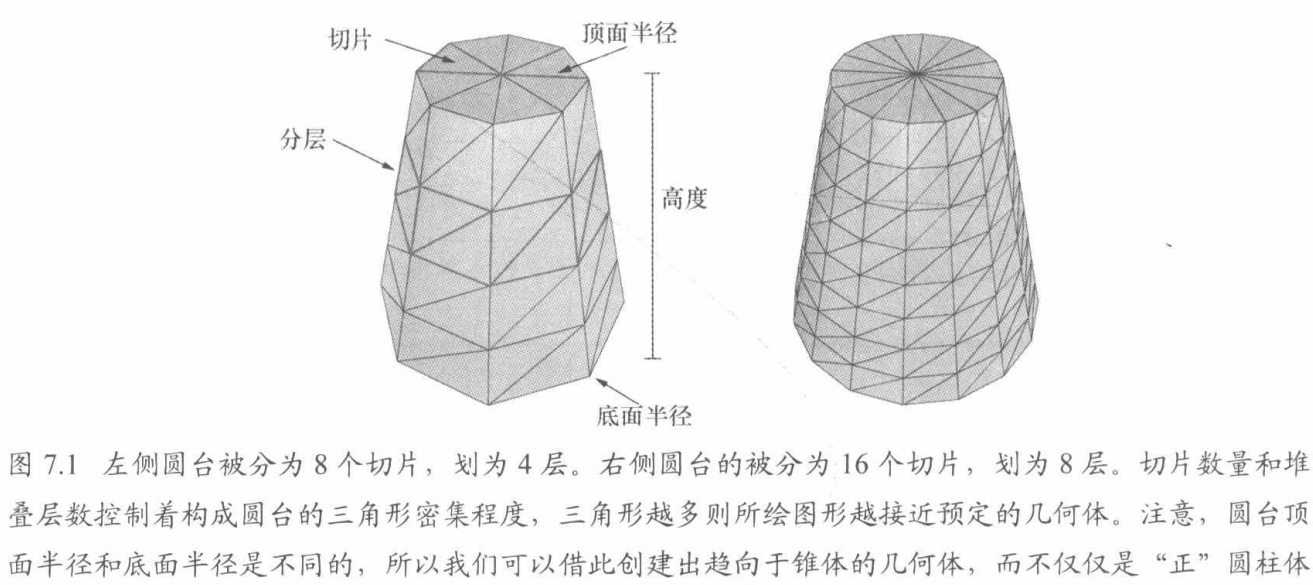 切片
顶面半径
分层
高度
底面半径
图 7.1 左侧圆台被分为 8 个切片，划为 4 层。右侧圆台的被分为 16 个切片，划为 8 层。切片数量和堆
叠层数控制着构成圆台的三角形密集程度，三角形越多则所绘图形越接近预定的几何体。注意，圆台顶
面半径和底面半径是不同的，所以我们可以借此创建出趋向于锥体的几何体，而不仅仅是“正”圆柱体